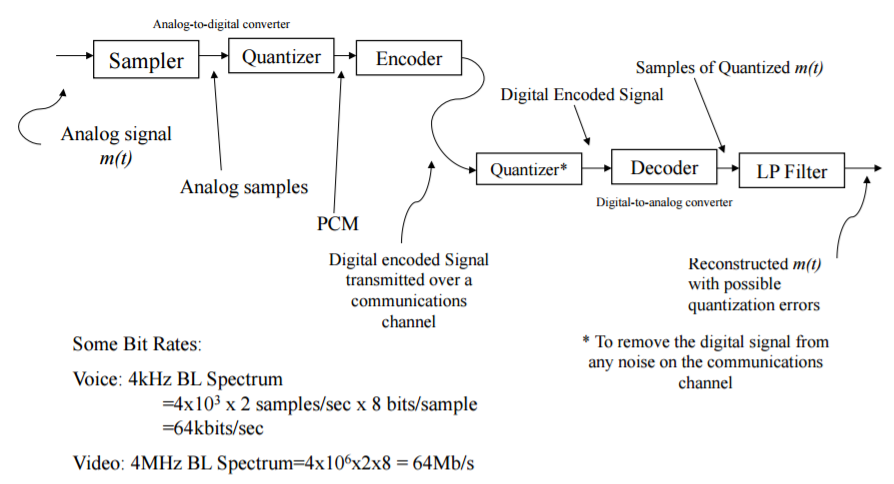 Analog-to-digital converter
Sampler
Quantizer
Encoder
Samples of Quantized m(t)
Digital Encoded Signal
Analog signal
m(t)
Analog samples
PCM
Quantizer*
Decoder
LP Filter
Digital-to-analog converter
Digital encoded Signal
transmitted over a
communications
channel
Reconstructed m(t)
with possible
quantization errors
* To remove the digital signal from
any noise on the communications
channel
Some Bit Rates:
Voice: 4kHz BL Spectrum
=4x10³ x 2 samples/sec x 8 bits/sample
=64kbits/sec
Video: 4MHz BL Spectrum=4x10⁶x2x8 = 64Mb/s